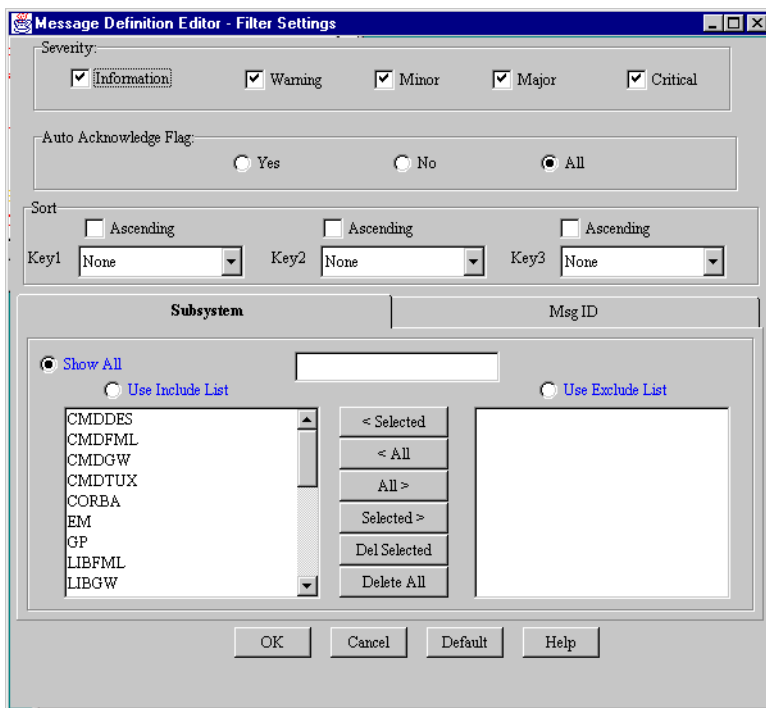 Message Definition Editor - Filter Settings
Severity:
Information Warning Minor Major Critical
Auto Acknowledge Flag:
Yes No All
Sort
Ascending Ascending Ascending
Key1 None Key2 None Key3 None
Subsystem Msg ID
Show All
Use Include List Use Exclude List
CMDDES
CMDFML
CMDGW
CMDTUX
CORBA
EM
GP
LIBFML
LIBGW
< Selected
< All
All >
Selected >
Del Selected
Delete All
OK Cancel Default Help